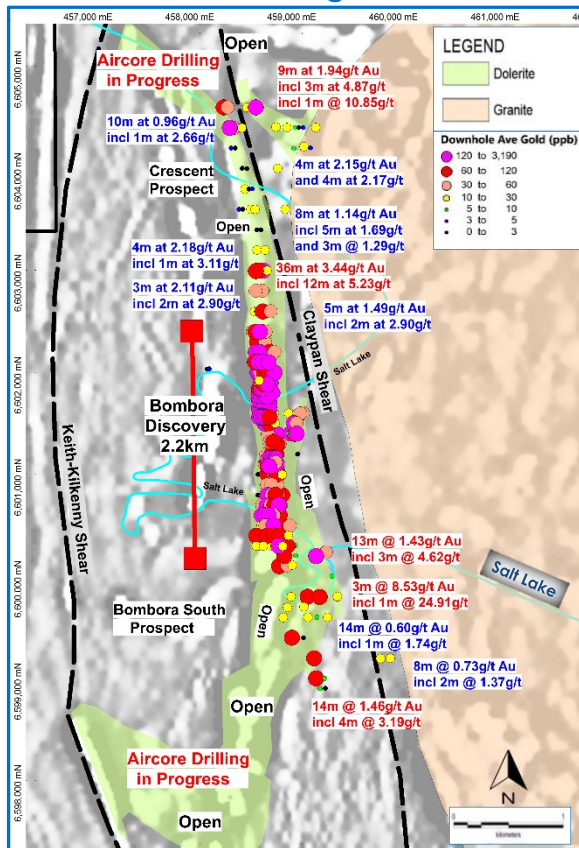 457,000 mE
458,000 mE
459,000 mE
460,000 mE
461,000 mE
6,605,000 mN
6,604,000 mN
6,603,000 mN
6,602,000 mN
6,601,000 mN
6,600,000 mN
6,599,000 mN
6,598,000 mN
Open
Aircore Drilling
in Progress
9m at 1.94g/t Au
incl 3m at 4.87g/t
incl 1m @ 10.85g/t
10m at 0.96g/t Au
incl 1m at 2.66g/t
Crescent
Prospect
4m at 2.15g/t Au
and 4m at 2.17g/t
8m at 1.14g/t Au
incl 5m at 1.69g/t
and 3m @ 1.29g/t
Open
4m at 2.18g/t Au
incl 1m at 3.11g/t
36m at 3.44g/t Au
incl 12m at 5.23g/t
3m at 2.11g/t Au
incl 2m at 2.90g/t
5m at 1.49g/t Au
incl 2m at 2.90g/t
Claypan Shear
Salt Lake
Bombora
Discovery
2.2km
Keith-Kilkenny Shear
Salt Lake
Open
13m @ 1.43g/t Au
incl 3m @ 4.62g/t
Salt Lake
3m @ 8.53g/t Au
incl 1m @ 24.91g/t
Bombora South
Prospect
Open
14m @ 0.60g/t Au
incl 1m @ 1.74g/t
8m @ 0.73g/t Au
incl 2m @ 1.37g/t
14m @ 1.46g/t Au
incl 4m @ 3.19g/t
Open
Aircore Drilling
in Progress
Open
LEGEND
Dolerite
Granite
Downhole Ave Gold (ppb)
120 to 3,190
60 to 120
30 to 60
10 to 30
5 to 10
3 to 5
0 to 3
N
0 1
kilometers